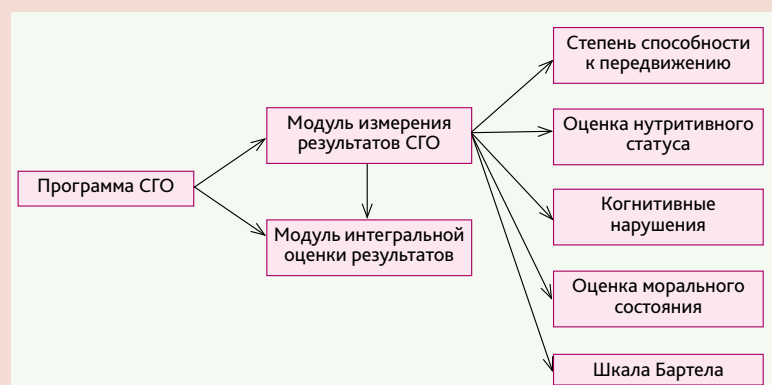 Программа СГО
Модуль измерения
результатов СГО
Модуль интегральной
оценки результатов
Степень способности
к передвижению
Оценка нутритивного
статуса
Когнитивные
нарушения
Оценка морального
состояния
Шкала Бартела